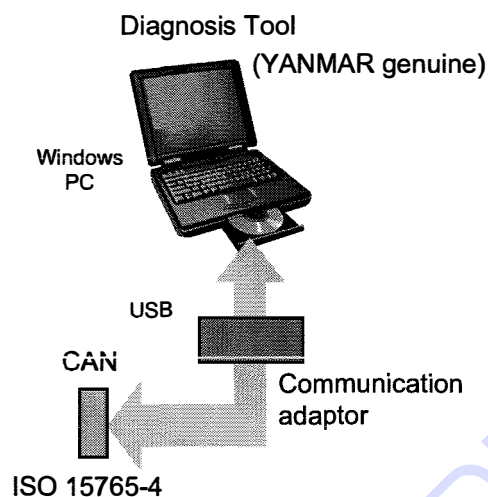 Diagnosis Tool
(YANMAR genuine)
Windows
PC
USB
CAN
Communication
adaptor
ISO 15765-4